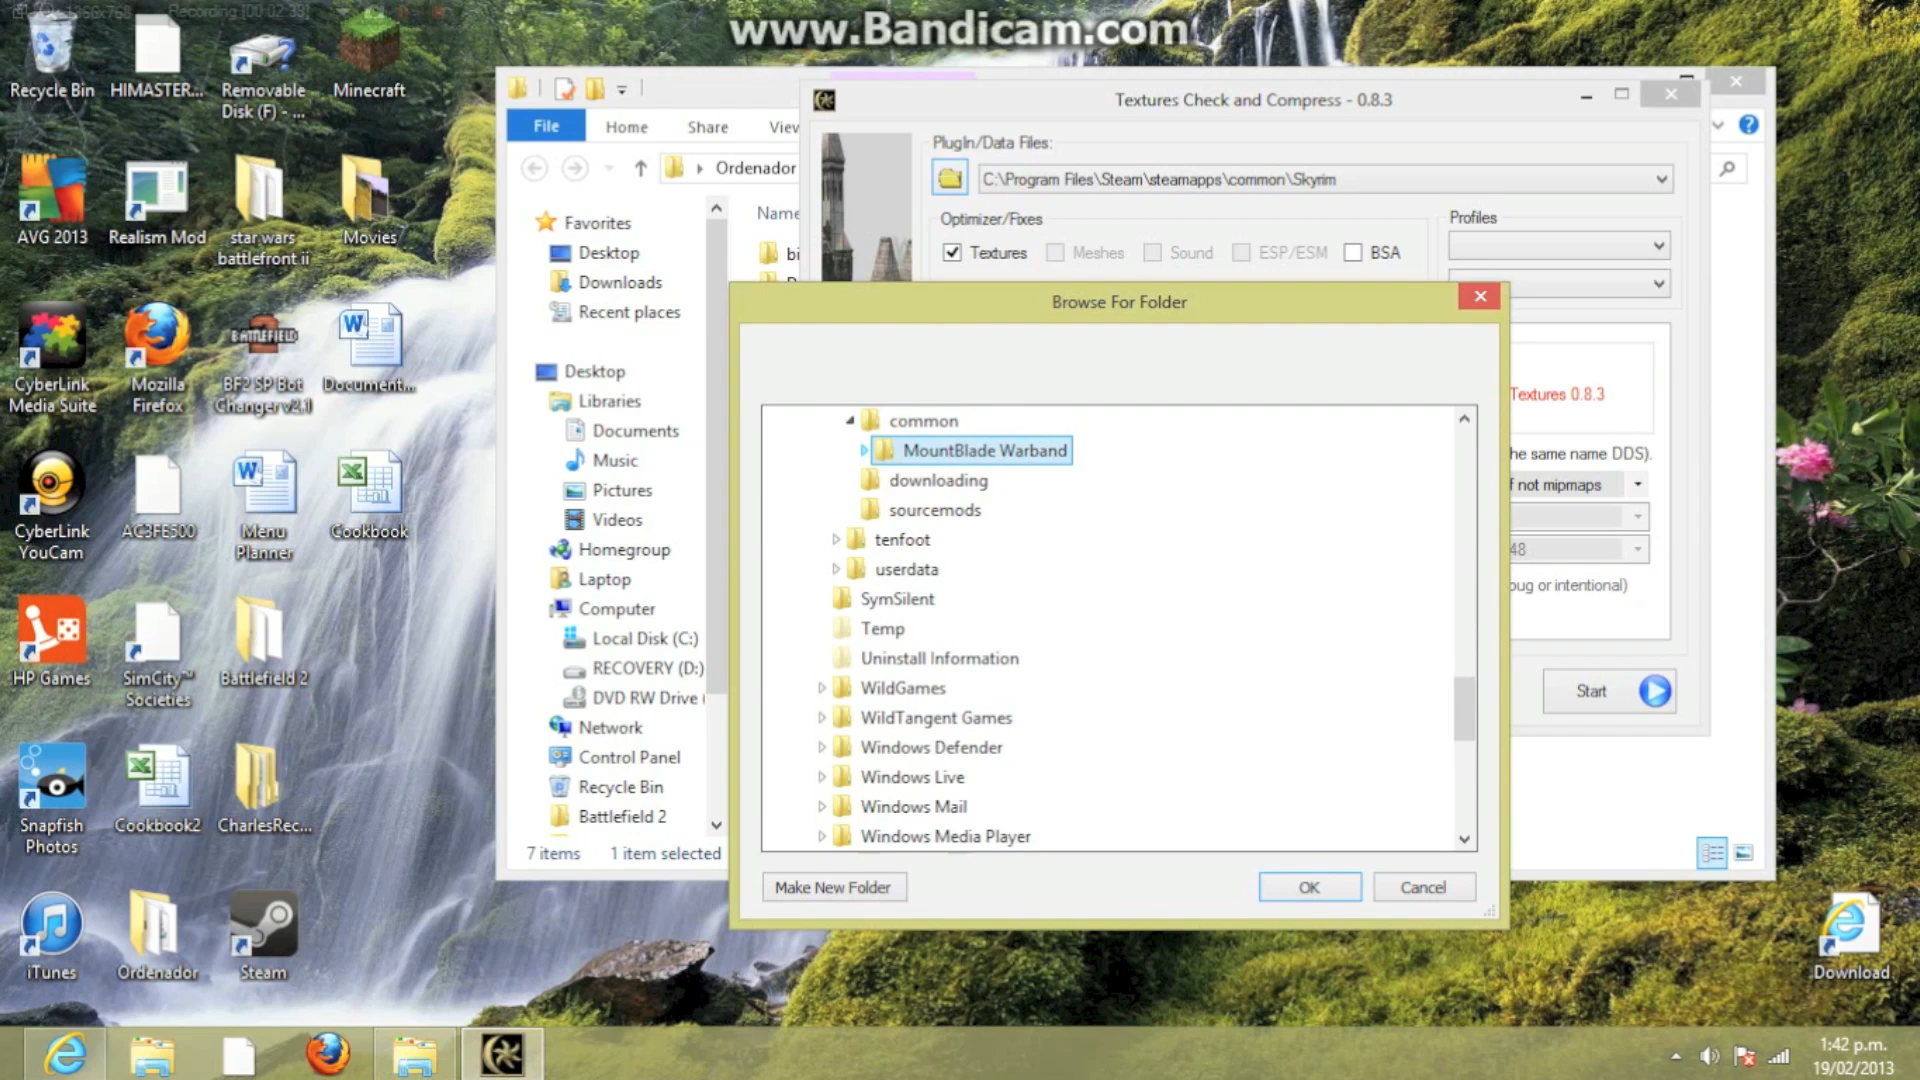 1366x768
Recording [00:02:33]
www.Bandicam.com
Recycle Bin
HIMASTER...
Removable
Disk (F) - ...
Minecraft
AVG 2013
Realism Mod
star wars
battlefront ii
Movies
CyberLink
Media Suite
Mozilla
Firefox
BATTLEFIELD
BF2 SP Bot
Changer v2.1
Document...
CyberLink
YouCam
AC3FE500
Menu
Planner
Cookbook
HP Games
SimCity™
Societies
Battlefield 2
Snapfish
Photos
Cookbook2
CharlesRec...
iTunes
Ordenador
Steam
Download
File
Home
Share
View
Ordenador
Favorites
Desktop
Downloads
Recent places
Desktop
Libraries
Documents
Music
Pictures
Videos
Homegroup
Laptop
Computer
Local Disk (C:)
RECOVERY (D:)
DVD RW Drive (
Network
Control Panel
Recycle Bin
Battlefield 2
Name
bi
7 items
1 item selected
Textures Check and Compress - 0.8.3
PlugIn/Data Files:
C:\Program Files\Steam\steamapps\common\Skyrim
Optimizer/Fixes
Profiles
Textures
Meshes
Sound
ESP/ESM
BSA
Textures 0.8.3
he same name DDS).
f not mipmaps
48
oug or intentional)
Start
Browse For Folder
common
MountBlade Warband
downloading
sourcemods
tenfoot
userdata
SymSilent
Temp
Uninstall Information
WildGames
WildTangent Games
Windows Defender
Windows Live
Windows Mail
Windows Media Player
Make New Folder
OK
Cancel
1:42 p.m.
19/02/2013